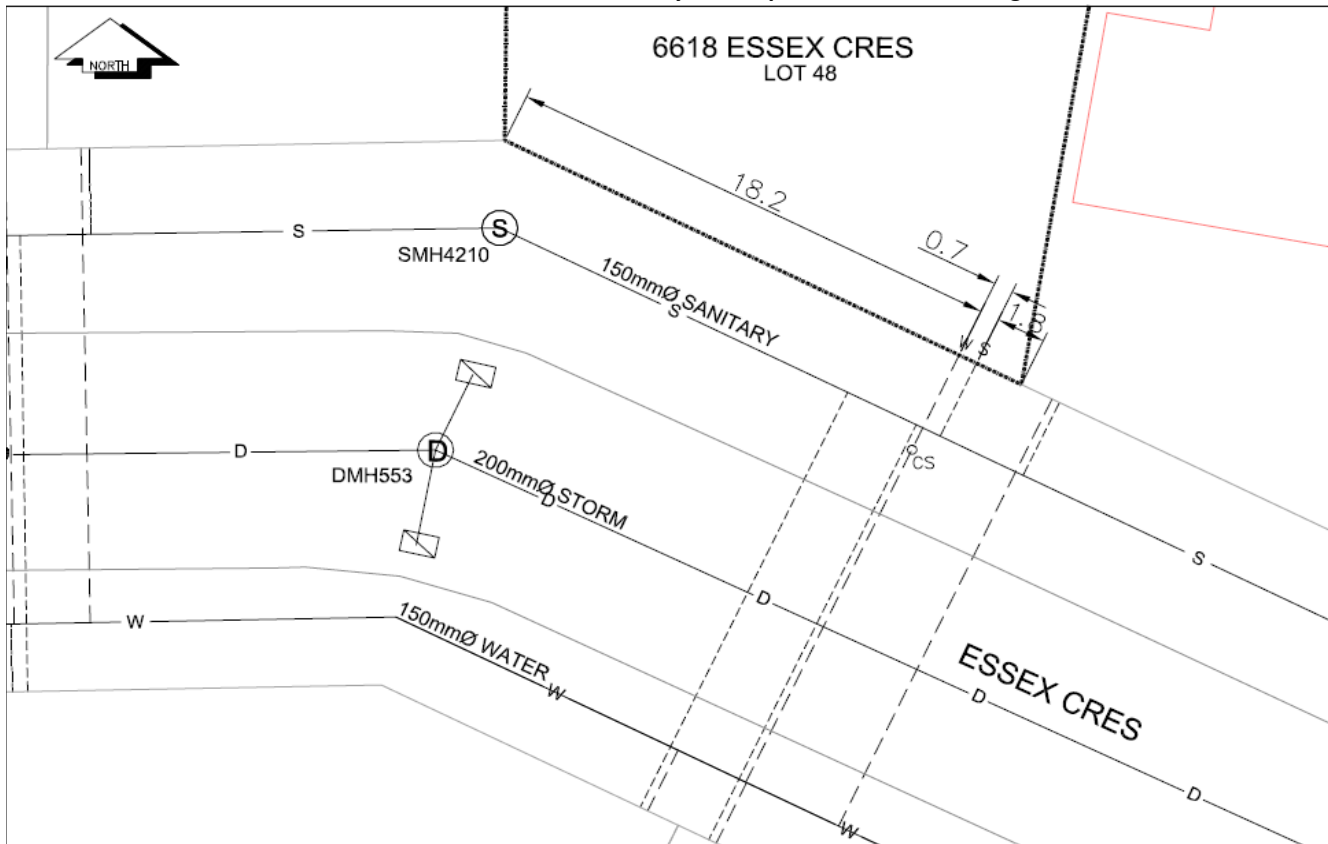 6618 ESSEX CRES
LOT 48
NORTH
18.2
0.7
W S
S
S
SMH4210
150mmØ SANITARY
S
D
D
DMH553
200mmØ STORM
D
CS
S
D
W
150mmØ WATER
W
ESSEX CRES
D
D
W